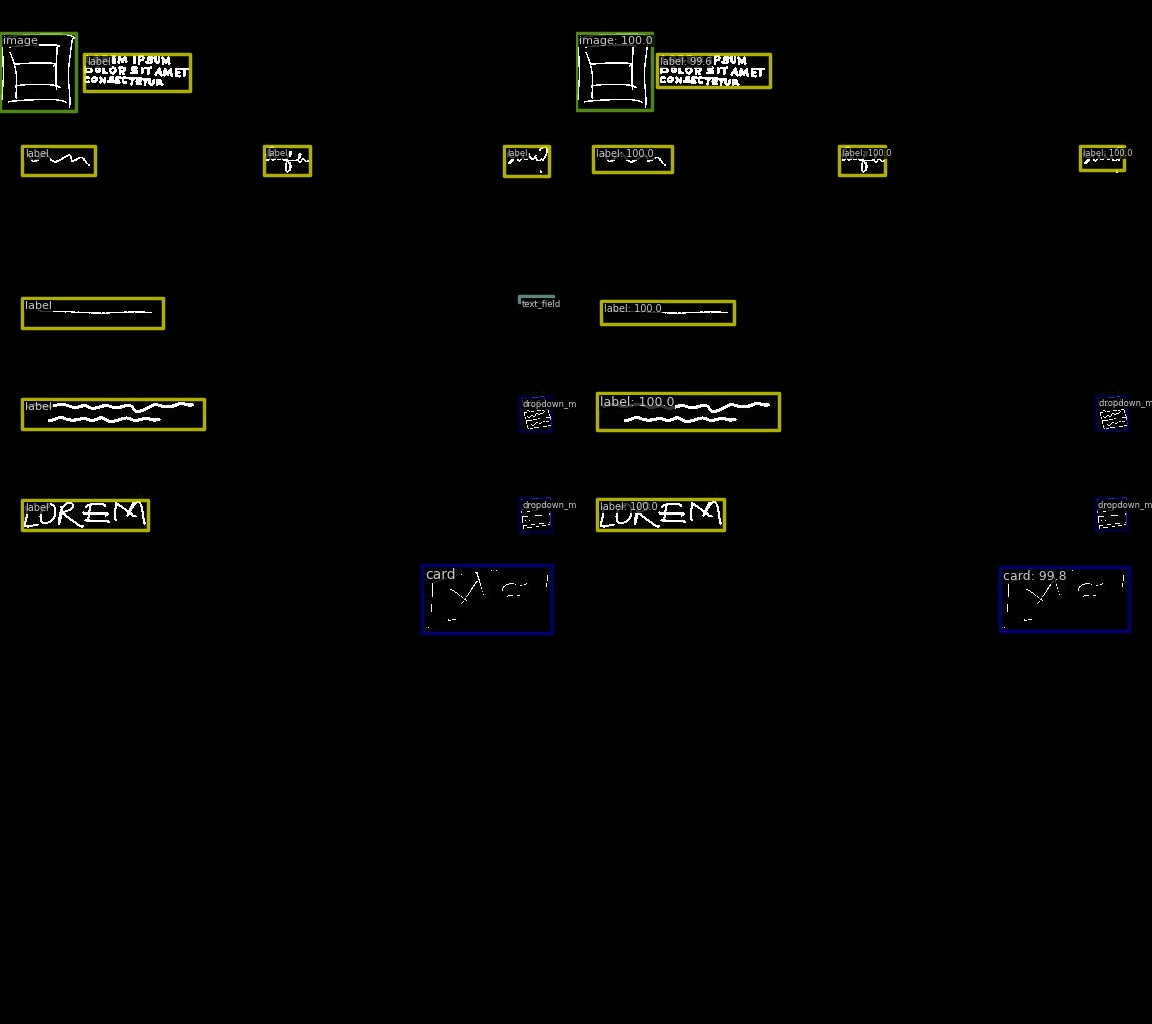 image
image: 100.0
label
LOREM IPSUM
DOLOR SIT AMET
CONSECTETUR
label: 99.6
IPSUM
DOLOR SIT AMET
CONSECTETUR
label
label
label
label: 100.0
label: 100.0
label: 100.0
label
text_field
label: 100.0
label
dropdown_m
label: 100.0
dropdown_m
label
LOREM
dropdown_m
label: 100.0
LOREM
dropdown_m
card
card: 99.8